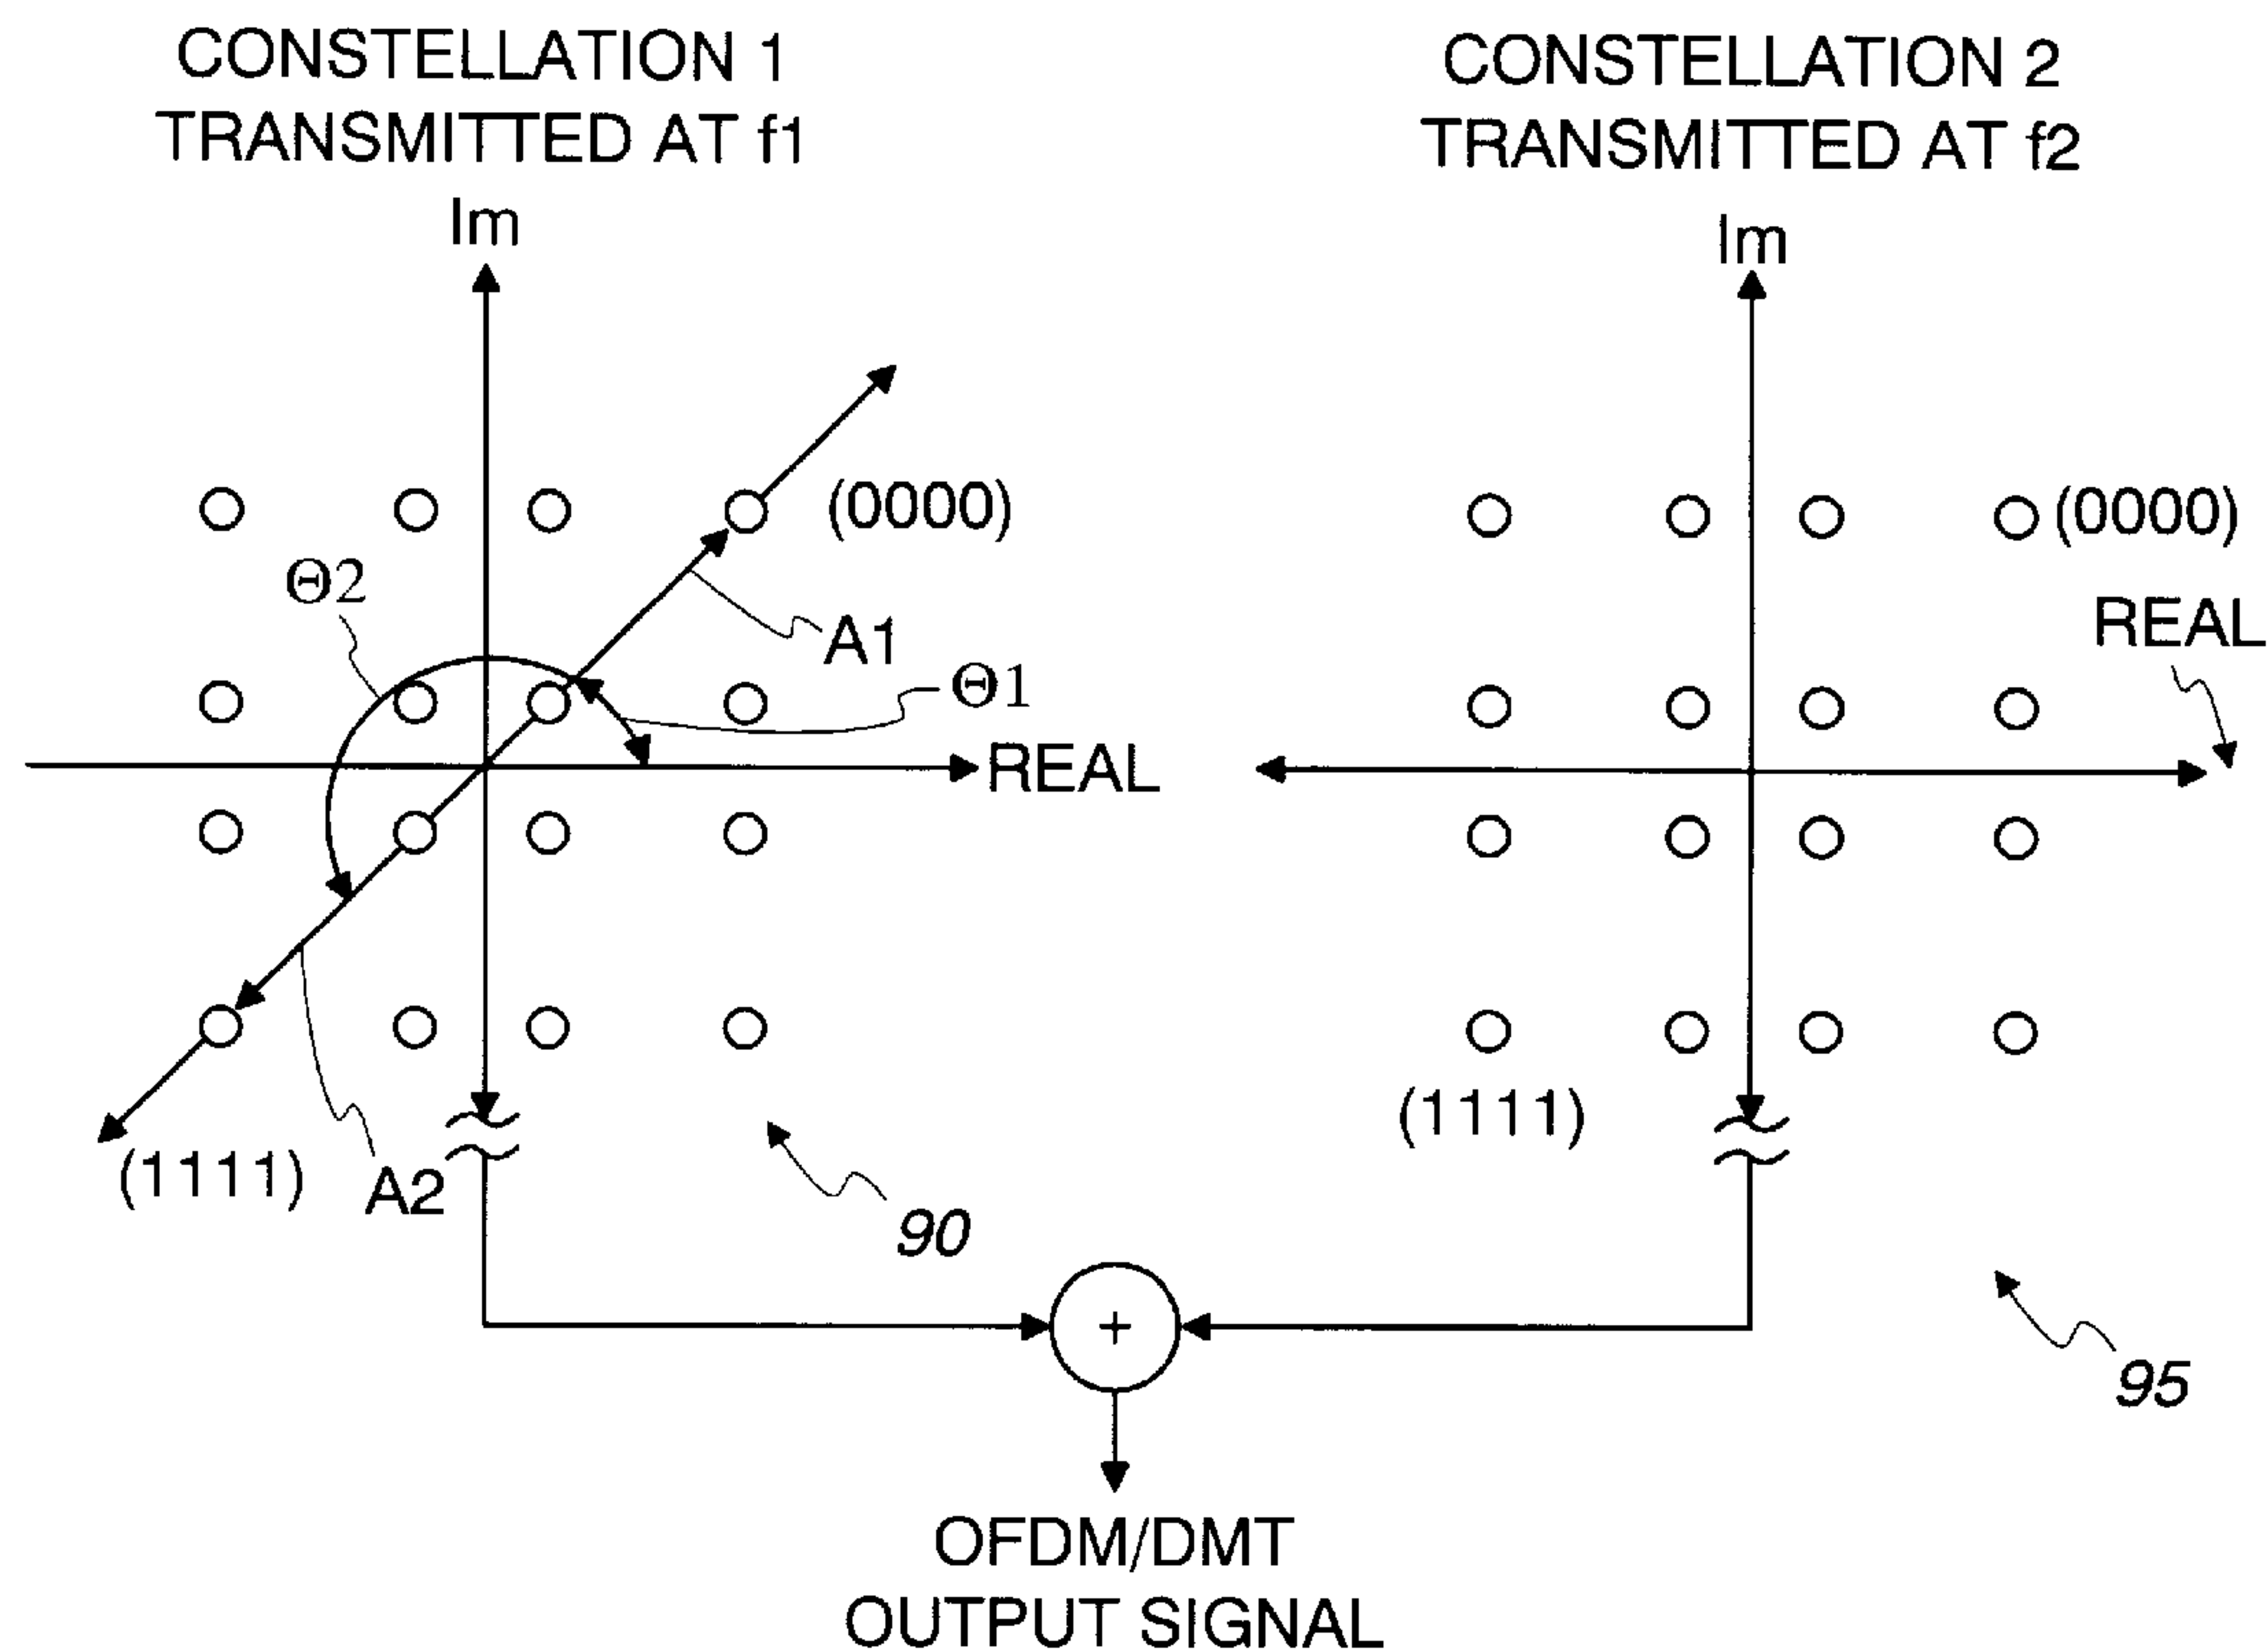 CONSTELLATION 1
TRANSMITTED AT f1
CONSTELLATION 2
TRANSMITTED AT f2
Im
Im
(0000)
(0000)
Θ2
A1
REAL
Θ1
REAL
(1111)
(1111)
A2
90
+
95
OFDM/DMT
OUTPUT SIGNAL